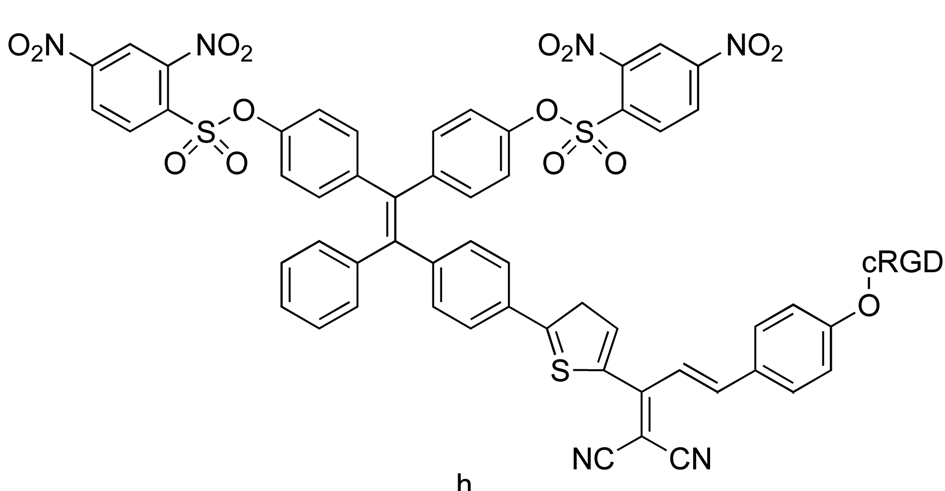 O₂N NO₂ O₂N NO₂
O O
S S
O O O O
cRGD
O
S
NC CN
h